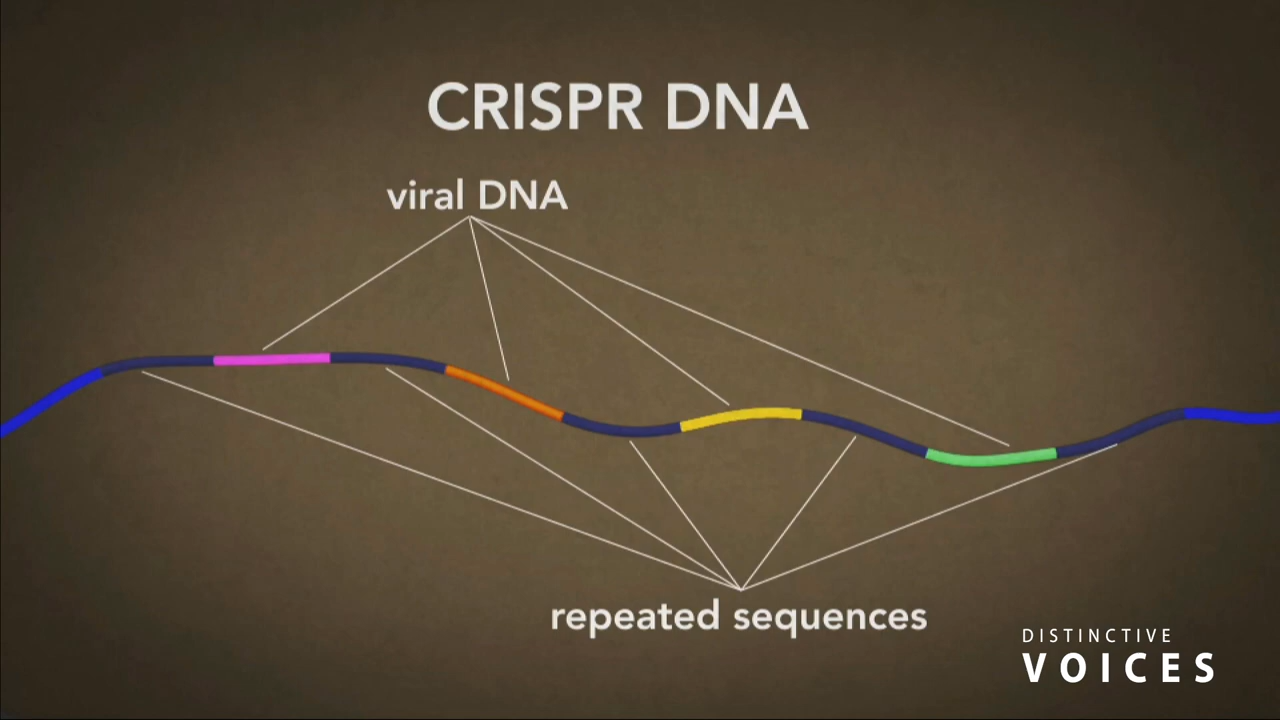 CRISPR DNA
viral DNA
repeated sequences
DISTINCTIVE
VOICES